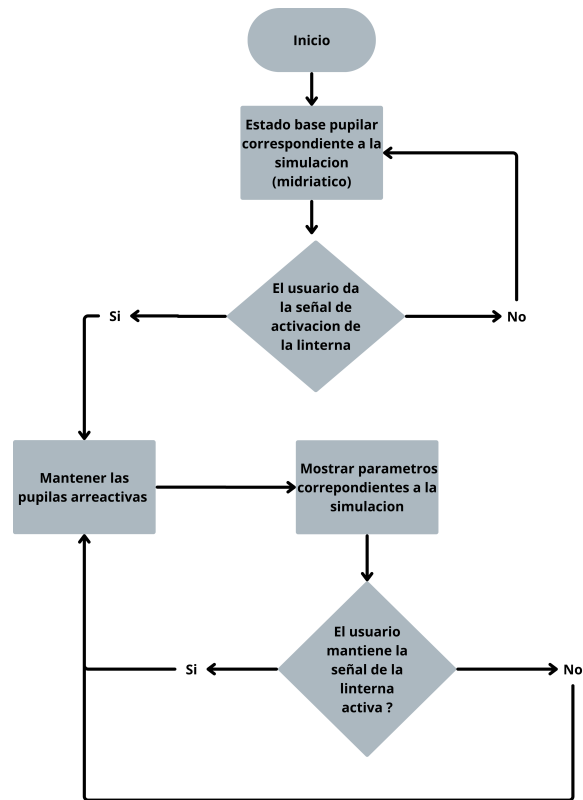 Inicio
Estado base pupilar
correspondiente a la
simulacion
(midriatico)
El usuario da
la señal de
activacion de
la linterna
Si
No
Mantener las
pupilas arreactivas
Mostrar parametros
correpondientes a la
simulacion
El usuario
mantiene la
señal de la
linterna
activa ?
Si
No